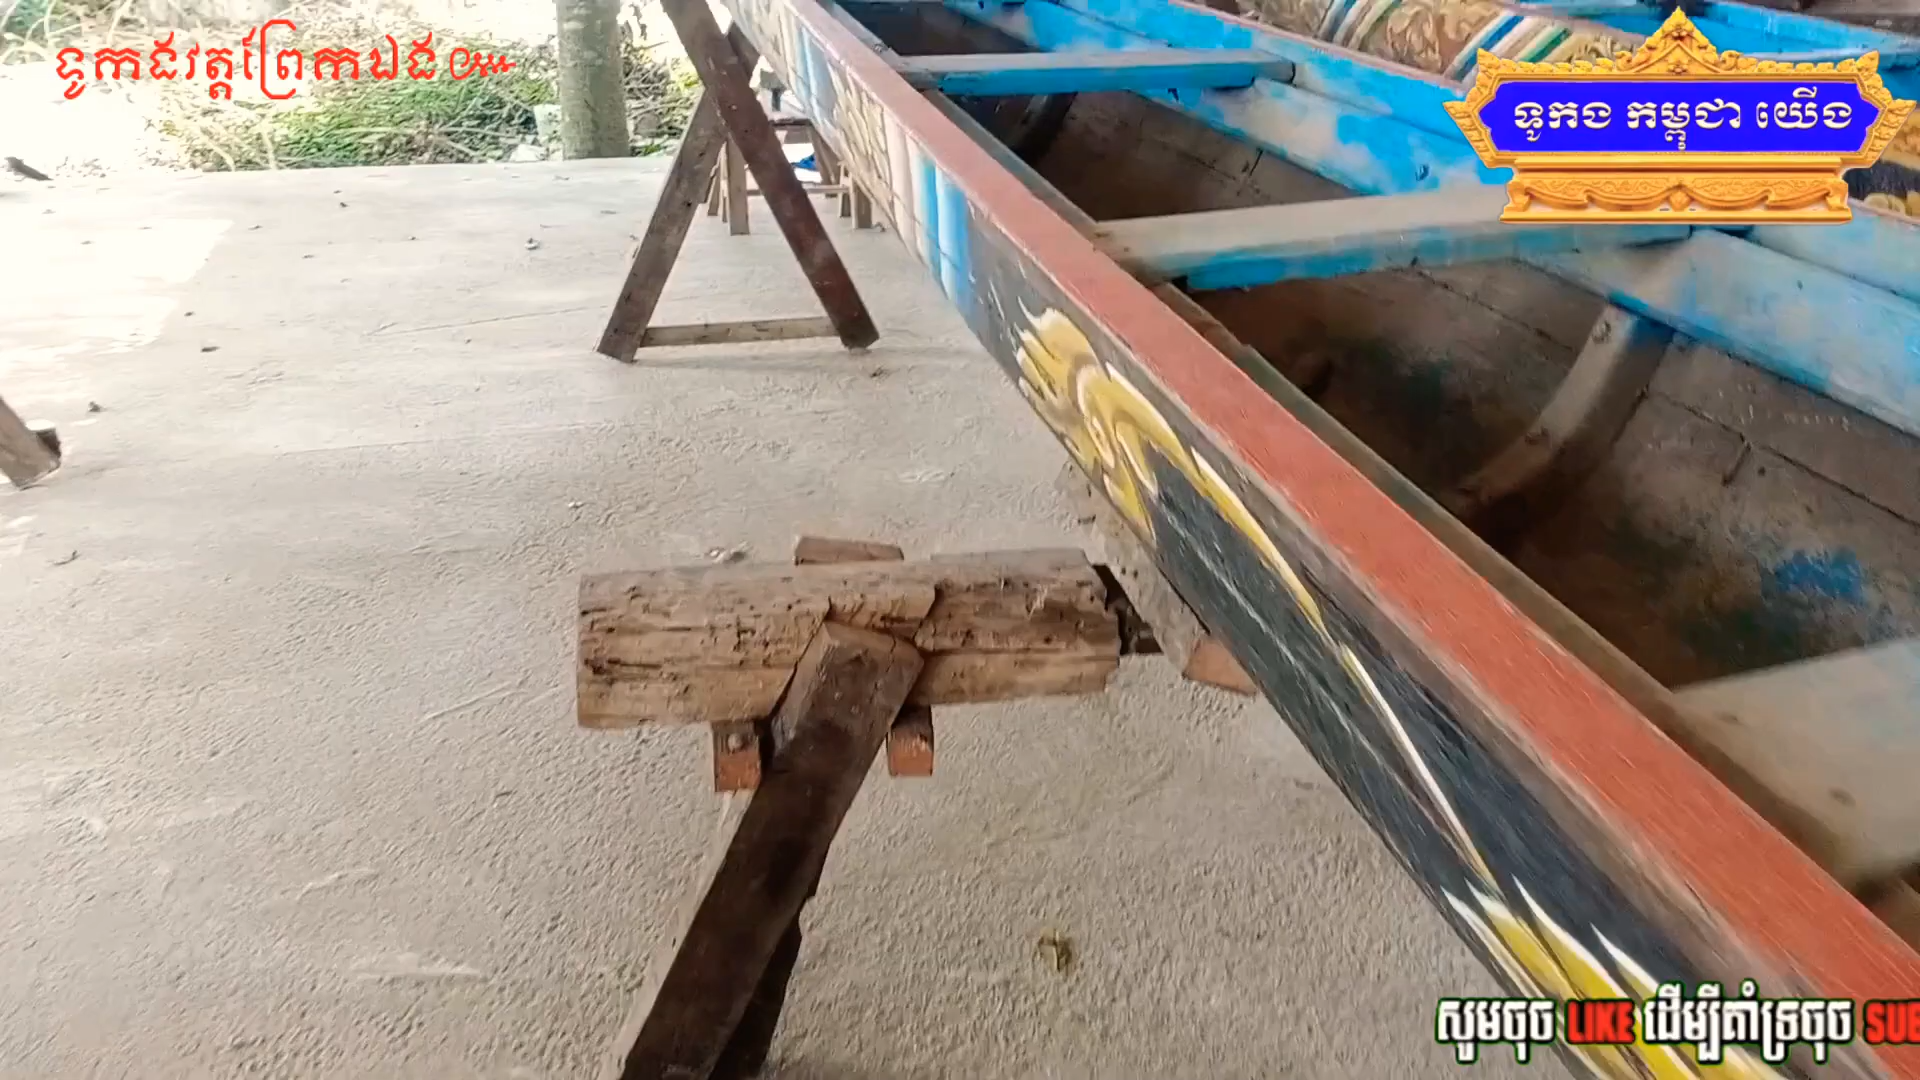 ទូកងវត្តព្រែកឯង
ទូកង កម្ពុជា យើង
សូមចុច LIKE ដើម្បីគាំទ្រចុច SUB